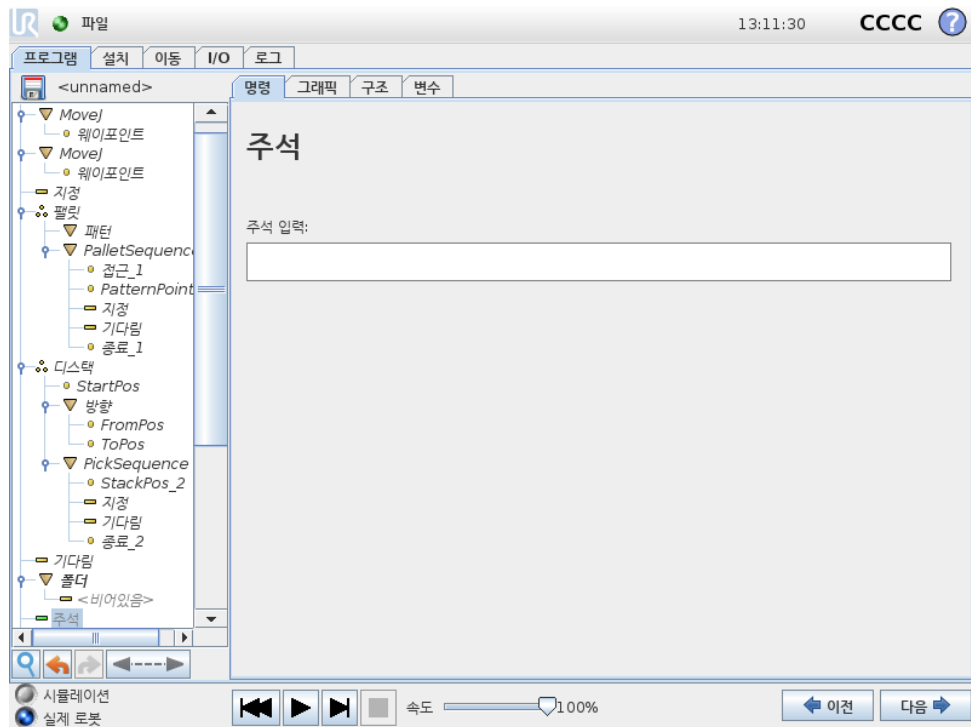 UR 파일 13:11:30 CCCC ?
프로그램 설치 이동 I/O 로그
<unnamed> 명령 그래픽 구조 변수
MoveJ
웨이포인트
MoveJ
웨이포인트
지정
팰릿
패턴
PalletSequenc
접근_1
PatternPoint
지정
기다림
종료_1
디스택
StartPos
방향
FromPos
ToPos
PickSequence
StackPos_2
지정
기다림
종료_2
기다림
폴더
<비어있음>
주석
주석
주석 입력:
시뮬레이션
실제 로봇
속도 100%
이전 다음